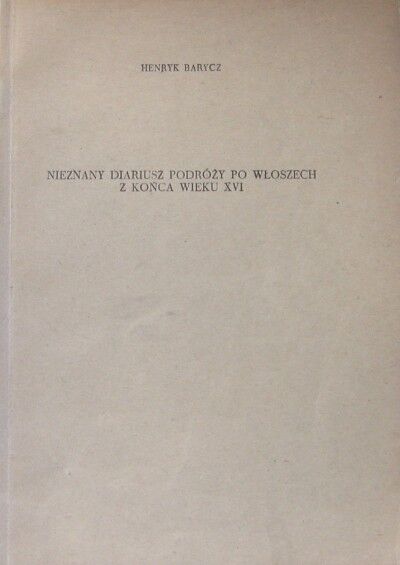 HENRYK BARYCZ
NIEZNANY DIARIUSZ PODRÓŻY PO WŁOSZECH
Z KOŃCA WIEKU XVI